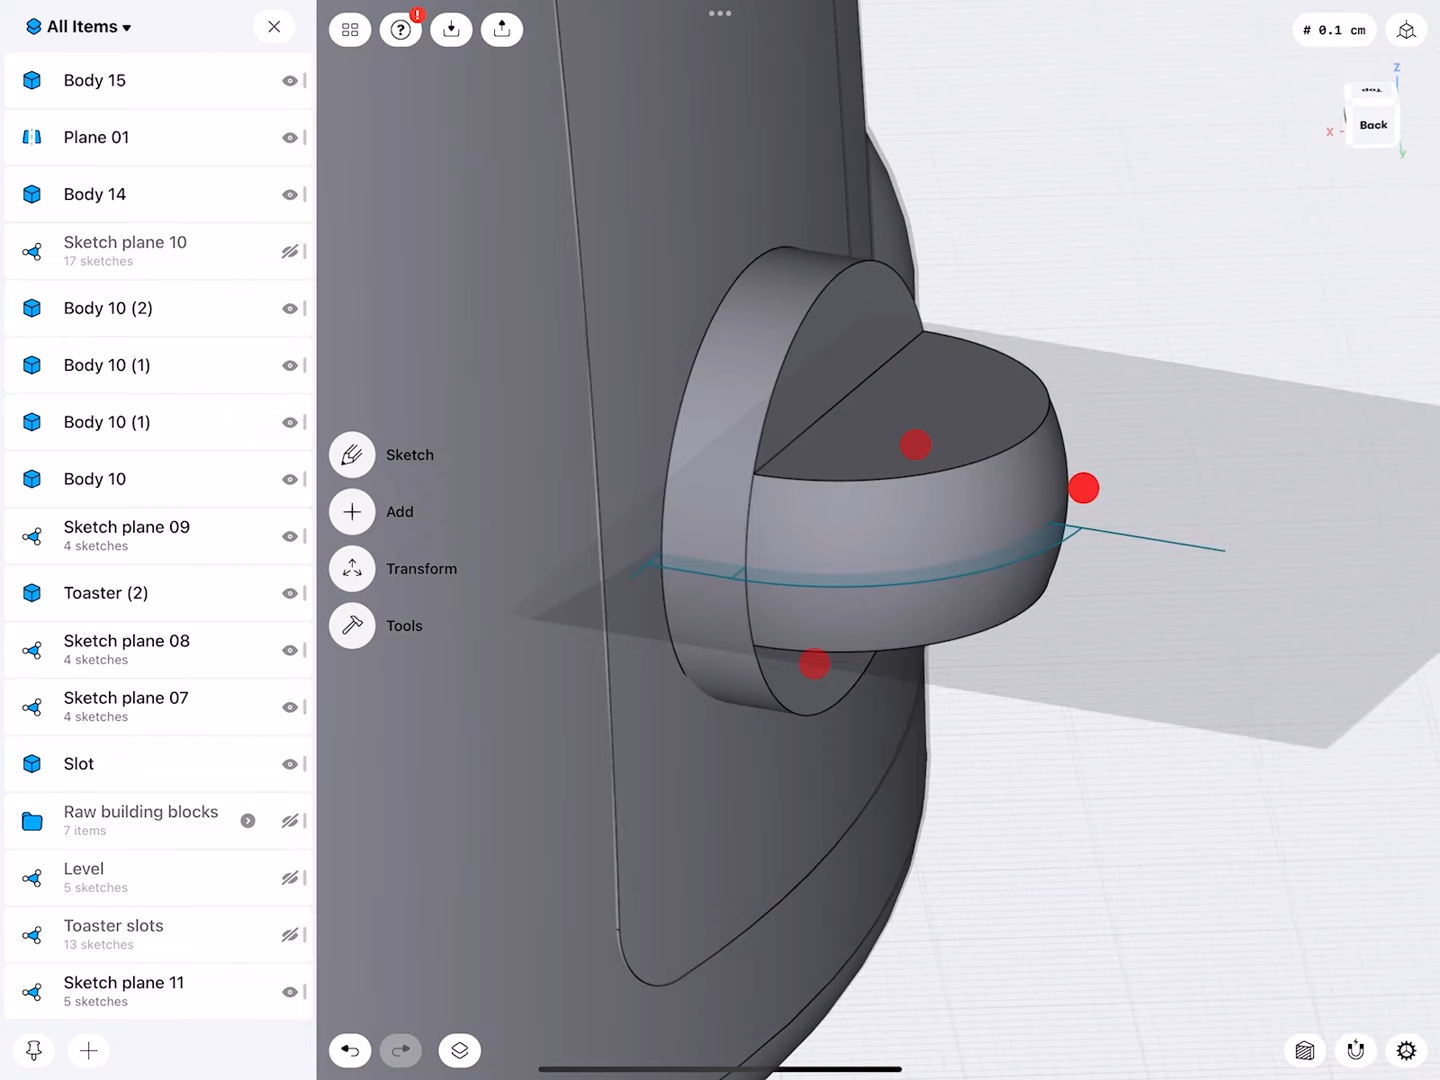 All Items
Body 15
Plane 01
Body 14
Sketch plane 10
17 sketches
Body 10 (2)
Body 10 (1)
Body 10 (1)
Body 10
Sketch plane 09
4 sketches
Toaster (2)
Sketch plane 08
4 sketches
Sketch plane 07
4 sketches
Slot
Raw building blocks
7 items
Level
5 sketches
Toaster slots
13 sketches
Sketch plane 11
5 sketches
?
!
Sketch
Add
Transform
Tools
# 0.1 cm
Z
Top
X
Back
y